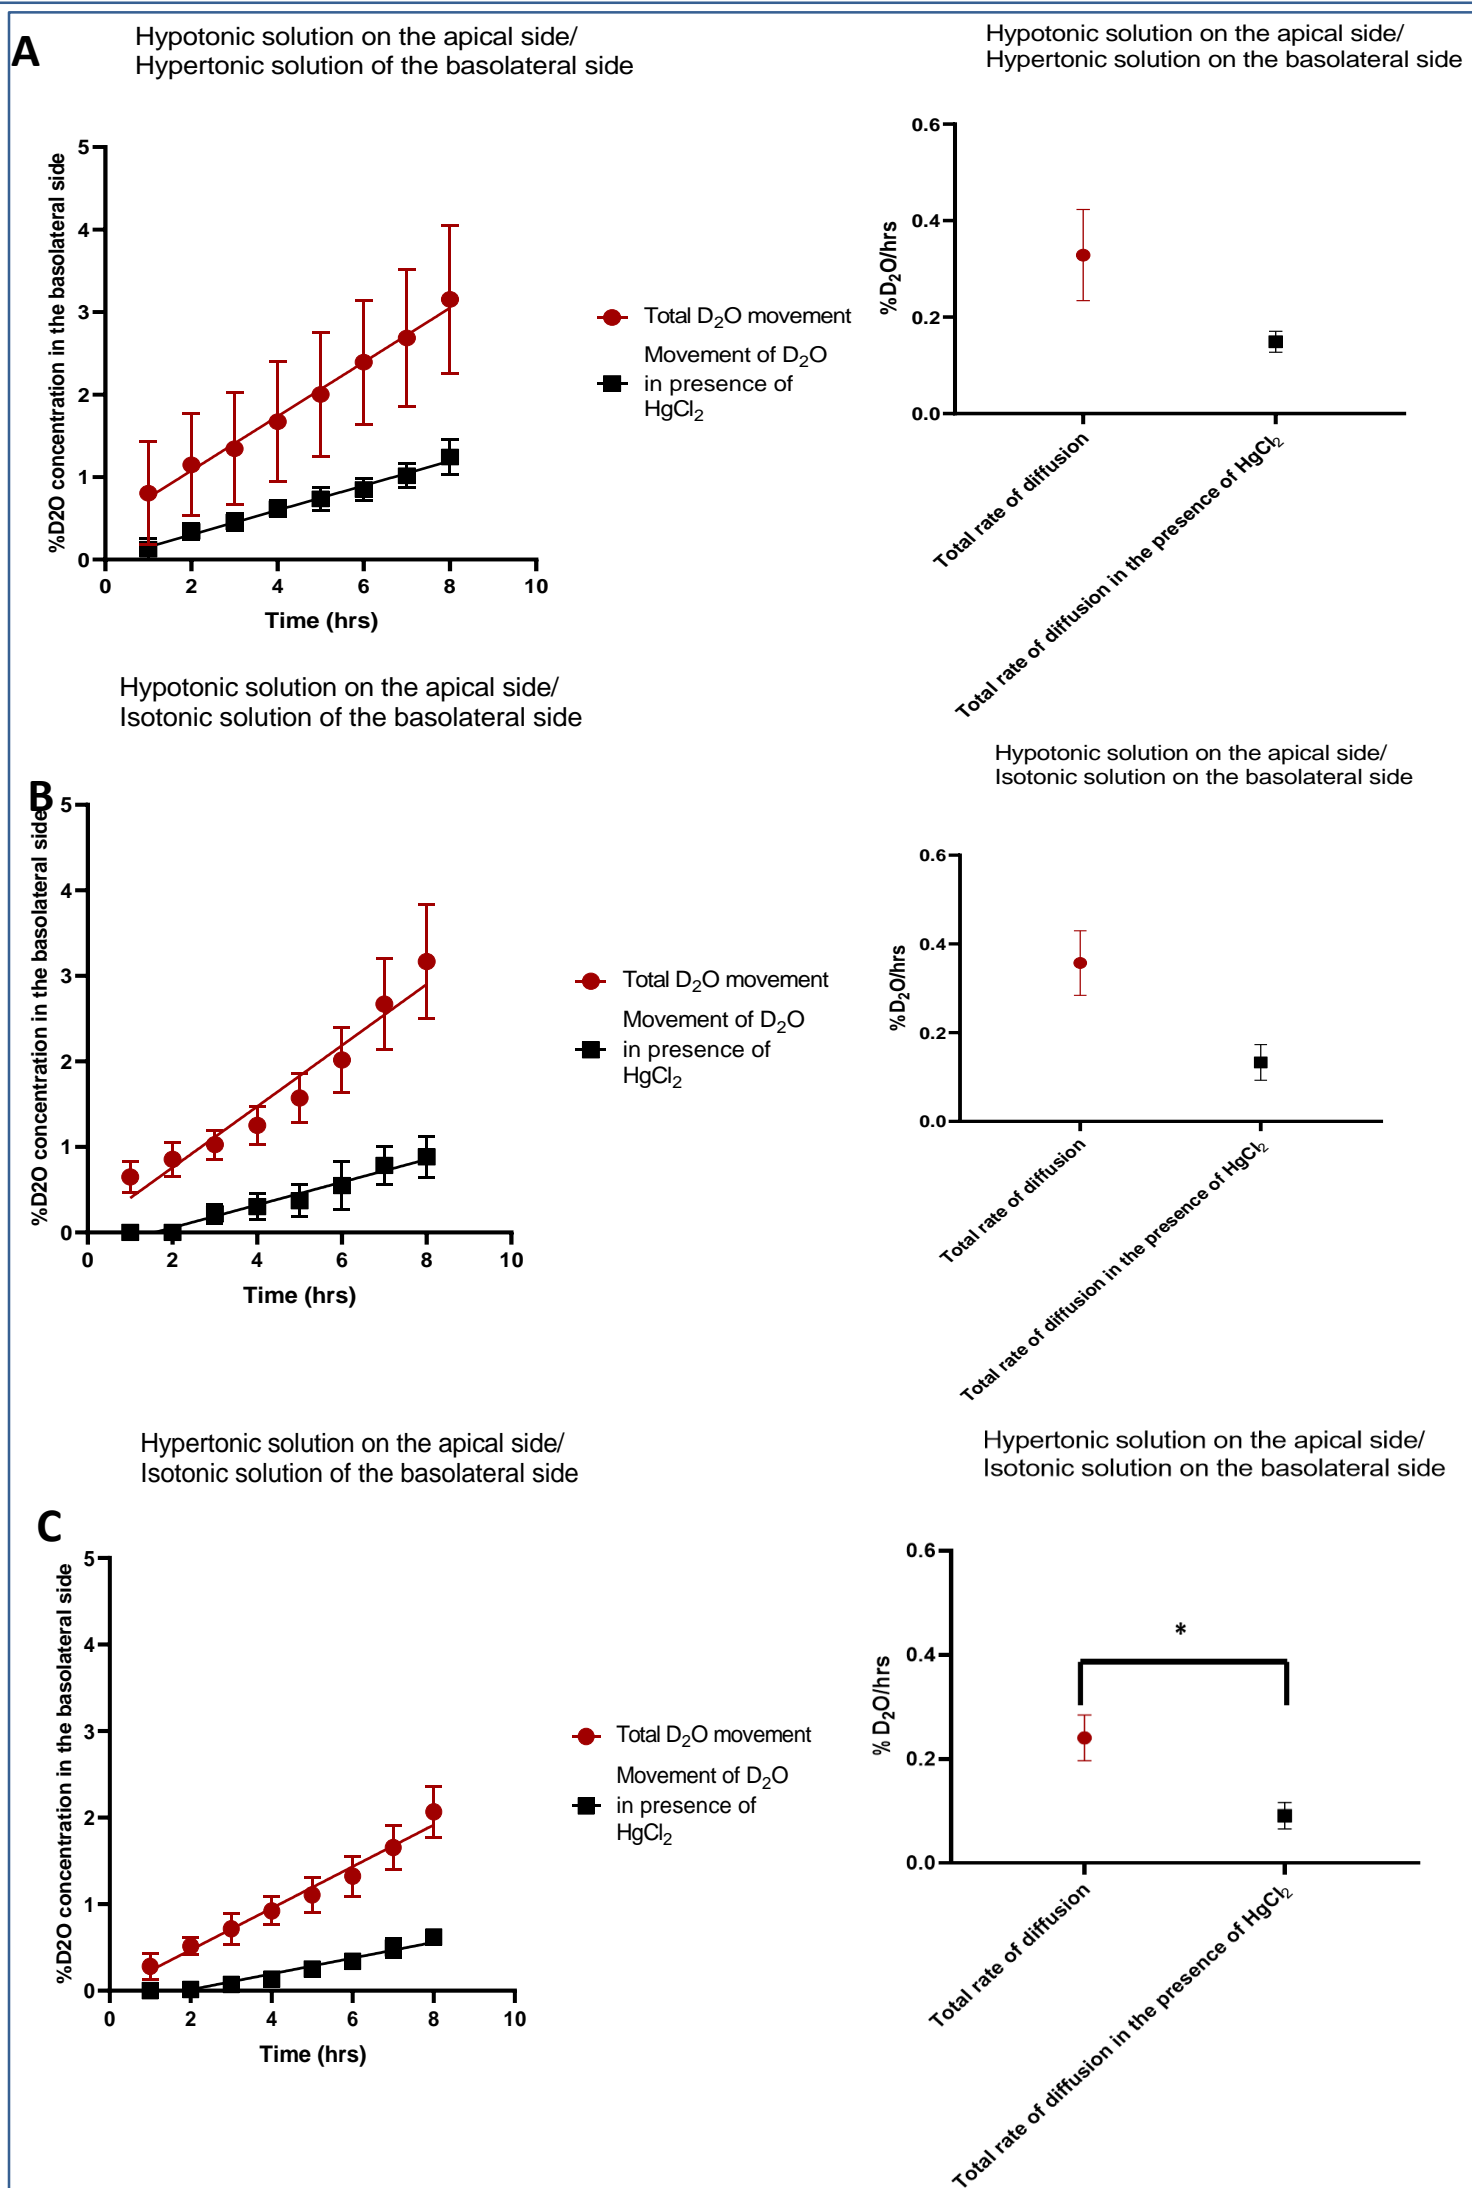 A
Hypotonic solution on the apical side/
Hypertonic solution of the basolateral side
%D2O concentration in the basolateral side
5
4
3
2
1
0
0 2 4 6 8 10
Time (hrs)
Total D₂O movement
Movement of D₂O
in presence of
HgCl₂
Hypotonic solution on the apical side/
Hypertonic solution on the basolateral side
%D₂O/hrs
0.6
0.4
0.2
0.0
Total rate of diffusion
Total rate of diffusion in the presence of HgCl₂
B
Hypotonic solution on the apical side/
Isotonic solution of the basolateral side
%D2O concentration in the basolateral side
5
4
3
2
1
0
0 2 4 6 8 10
Time (hrs)
Total D₂O movement
Movement of D₂O
in presence of
HgCl₂
Hypotonic solution on the apical side/
Isotonic solution on the basolateral side
%D₂O/hrs
0.6
0.4
0.2
0.0
Total rate of diffusion
Total rate of diffusion in the presence of HgCl₂
C
Hypertonic solution on the apical side/
Isotonic solution of the basolateral side
%D2O concentration in the basolateral side
5
4
3
2
1
0
0 2 4 6 8 10
Time (hrs)
Total D₂O movement
Movement of D₂O
in presence of
HgCl₂
Hypertonic solution on the apical side/
Isotonic solution on the basolateral side
% D₂O/hrs
0.6
0.4
0.2
0.0
*
Total rate of diffusion
Total rate of diffusion in the presence of HgCl₂